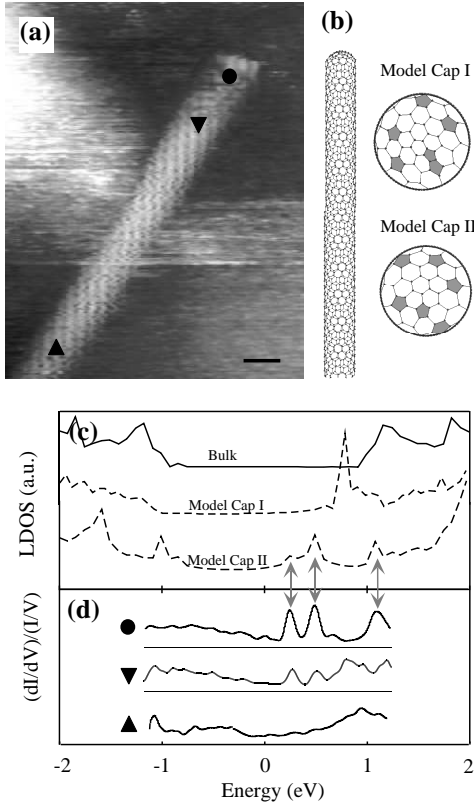 (a)
(b)
Model Cap I
Model Cap II
(c)
Bulk
Model Cap I
Model Cap II
LDOS (a.u.)
(d)
(dI/dV)/(I/V)
-2 -1 0 1 2
Energy (eV)